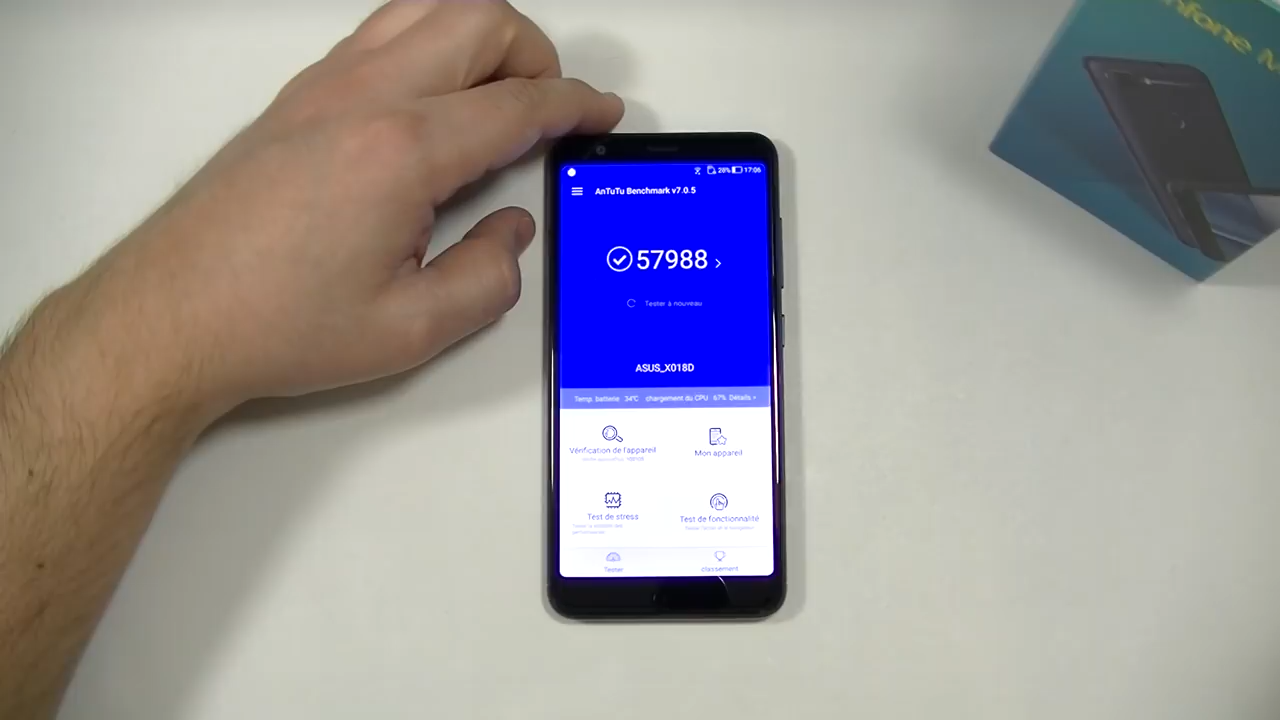 nfone M
28% 17:06
AnTuTu Benchmark v7.0.5
57988 >
Tester à nouveau
ASUS_X018D
Temp. batterie 34°C chargement du CPU 67% Détails >
Vérification de l'appareil
Mon appareil
Test de stress
Test de fonctionnalité
Tester
classement